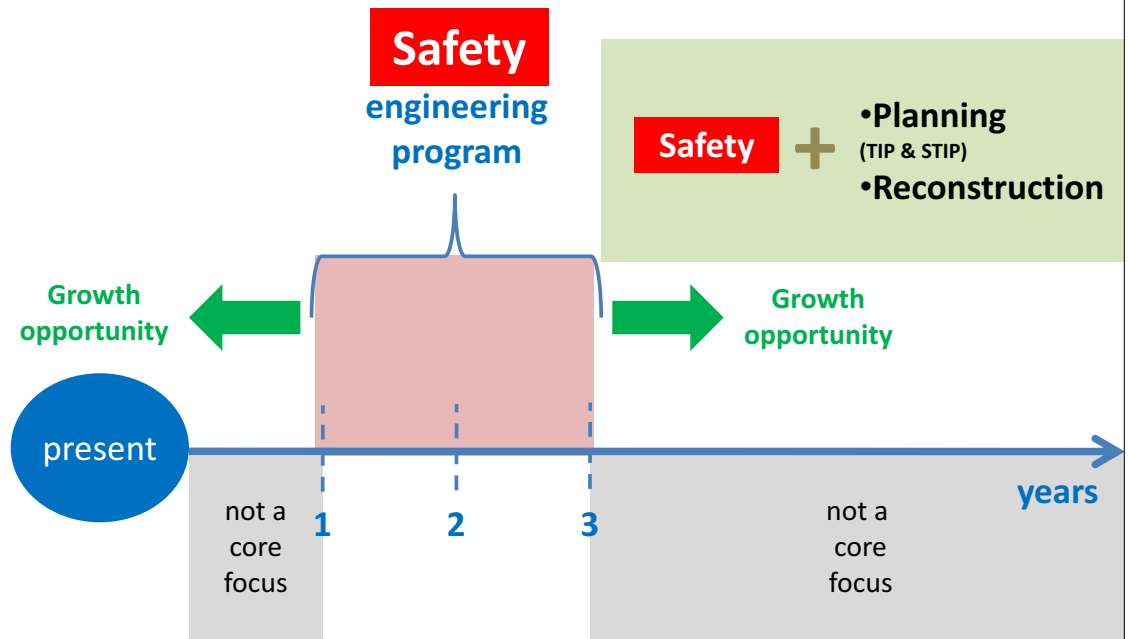 Safety
engineering
program
Safety
+
•Planning
(TIP & STIP)
•Reconstruction
Growth
opportunity
Growth
opportunity
present
years
1
2
3
not a
core
focus
not a
core
focus